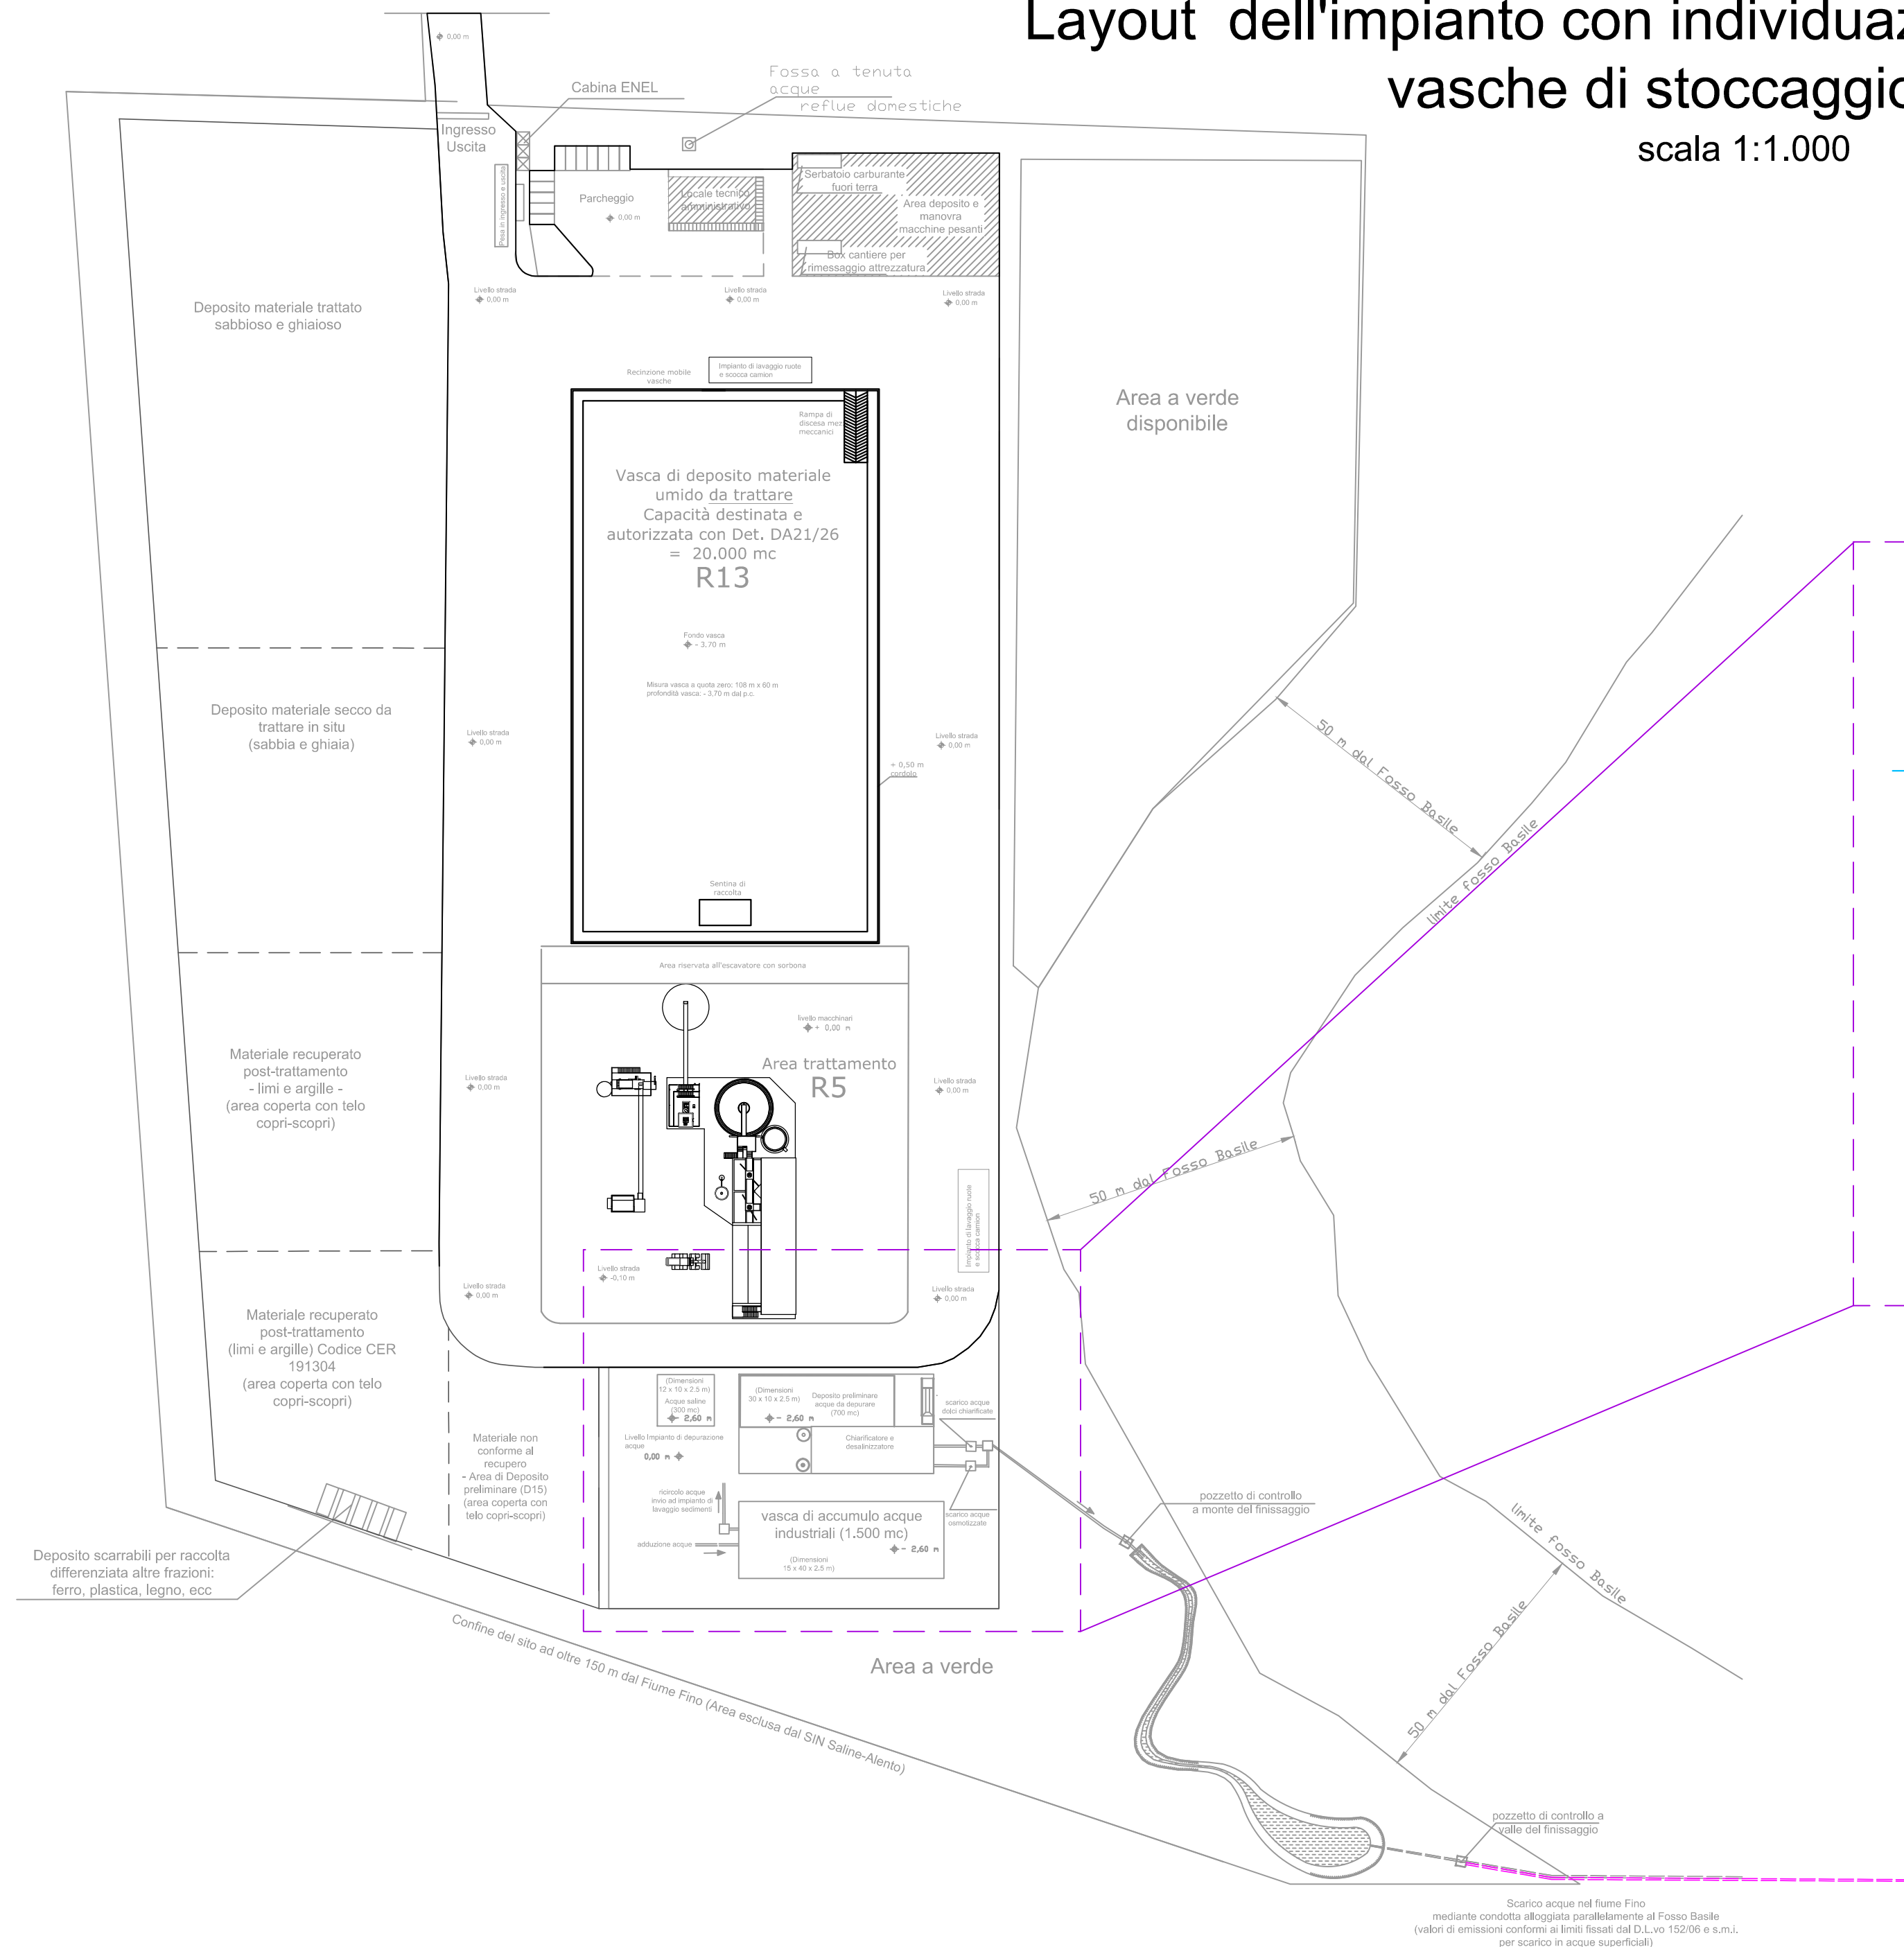 Layout dell'impianto con individuaz
vasche di stoccaggio
scala 1:1.000
0,00 m
Cabina ENEL
Fossa a tenuta
acque
reflue domestiche
Ingresso
Uscita
Pesa in ingresso e uscita
Parcheggio
0,00 m
Locale tecnico
amministrativo
Serbatoio carburante
fuori terra
Area deposito e
manovra
macchine pesanti
Box cantiere per
rimessaggio attrezzatura
Livello strada
0,00 m
Livello strada
0,00 m
Livello strada
0,00 m
Deposito materiale trattato
sabbioso e ghiaioso
Recinzione mobile
vasche
Impianto di lavaggio ruote
e scocca camion
Rampa di
discesa mez
meccanici
Area a verde
disponibile
Vasca di deposito materiale
umido da trattare
Capacità destinata e
autorizzata con Det. DA21/26
= 20.000 mc
R13
Fondo vasca
- 3,70 m
Misura vasca a quota zero: 108 m x 60 m
profondità vasca: - 3,70 m dal p.c.
Deposito materiale secco da
trattare in situ
(sabbia e ghiaia)
Livello strada
0,00 m
Livello strada
0,00 m
+ 0,50 m
cordolo
50 m dal Fosso Basile
limite fosso Basile
Sentina di
raccolta
Area riservata all'escavatore con sorbona
livello macchinari
+ 0,00 m
Area trattamento
R5
Materiale recuperato
post-trattamento
- limi e argille -
(area coperta con telo
copri-scopri)
Livello strada
0,00 m
Livello strada
0,00 m
50 m dal Fosso Basile
Impianto di lavaggio ruote
e scocca camion
Livello strada
-0,10 m
Livello strada
0,00 m
Livello strada
0,00 m
Materiale recuperato
post-trattamento
(limi e argille) Codice CER
191304
(area coperta con telo
copri-scopri)
(Dimensioni
12 x 10 x 2.5 m)
Acque saline
(300 mc)
- 2,60 m
(Dimensioni
30 x 10 x 2.5 m)
- 2,60 m
Deposito preliminare
acque da depurare
(700 mc)
scarico acque
dolci chiarificate
Livello Impianto di depurazione
acque
0,00 m
Chiarificatore e
desalinizzatore
Materiale non
conforme al
recupero
- Area di Deposito
preliminare (D15)
(area coperta con
telo copri-scopri)
ricircolo acque
invio ad impianto di
lavaggio sedimenti
adduzione acque
vasca di accumulo acque
industriali (1.500 mc)
- 2,60 m
(Dimensioni
15 x 40 x 2.5 m)
scarico acque
osmotizzate
pozzetto di controllo
a monte del finissaggio
limite fosso Basile
Deposito scarrabili per raccolta
differenziata altre frazioni:
ferro, plastica, legno, ecc
Confine del sito ad oltre 150 m dal Fiume Fino (Area esclusa dal SIN Saline-Alento)
Area a verde
50 m dal Fosso Basile
pozzetto di controllo a
valle del finissaggio
Scarico acque nel fiume Fino
mediante condotta alloggiata parallelamente al Fosso Basile
(valori di emissioni conformi ai limiti fissati dal D.L.vo 152/06 e s.m.i.
per scarico in acque superficiali)